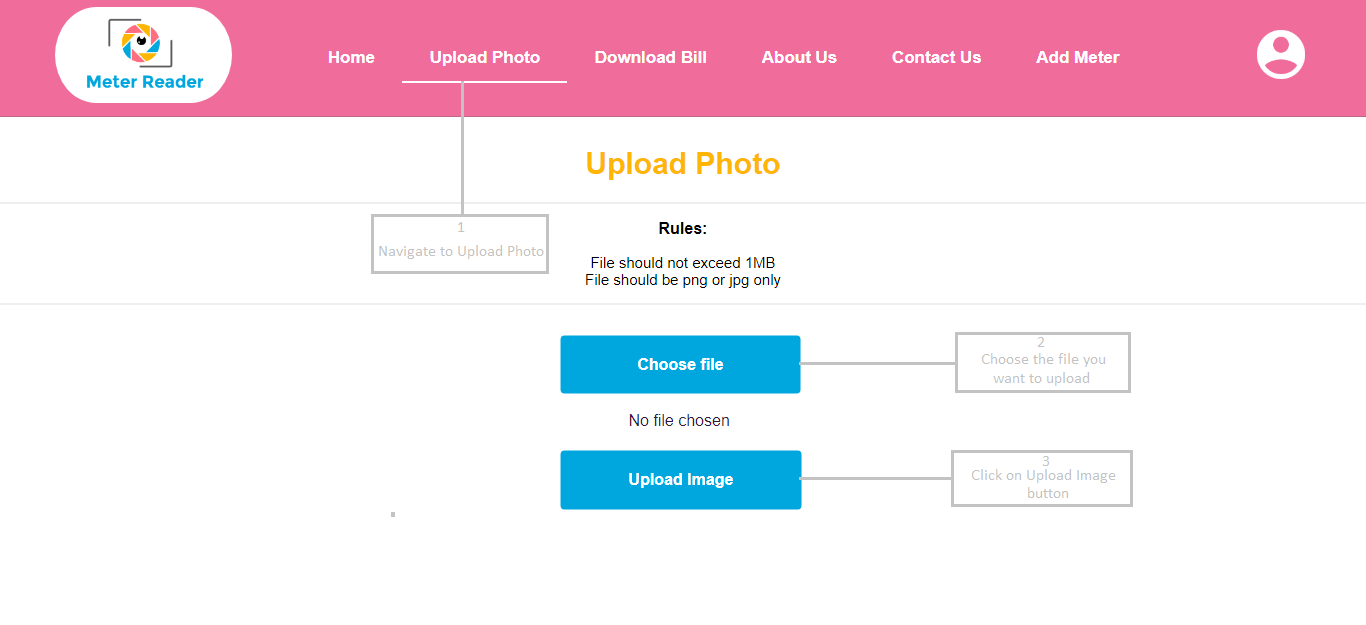 Meter Reader
Home
Upload Photo
Download Bill
About Us
Contact Us
Add Meter
Upload Photo
1
Navigate to Upload Photo
Rules:
File should not exceed 1MB
File should be png or jpg only
Choose file
2
Choose the file you
want to upload
No file chosen
Upload Image
3
Click on Upload Image
button